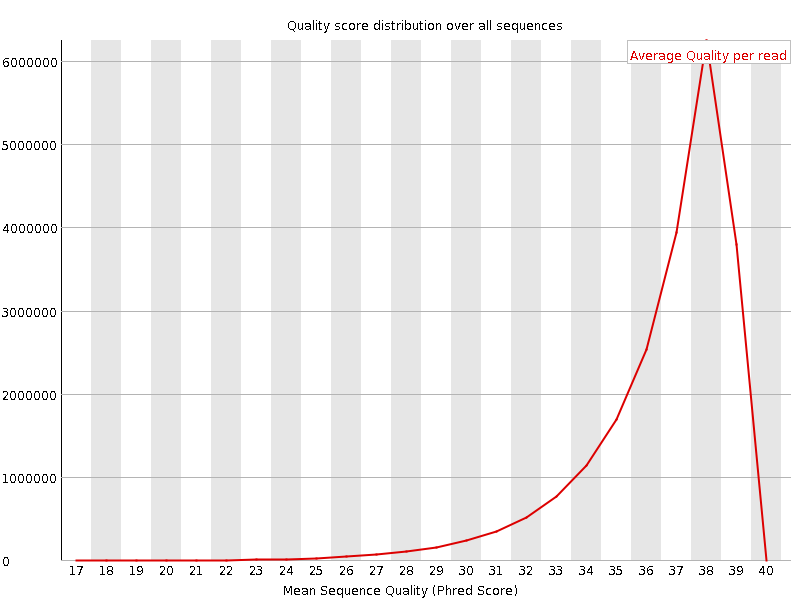 Quality score distribution over all sequences
Average Quality per read
6000000
5000000
4000000
3000000
2000000
1000000
0
17 18 19 20 21 22 23 24 25 26 27 28 29 30 31 32 33 34 35 36 37 38 39 40
Mean Sequence Quality (Phred Score)